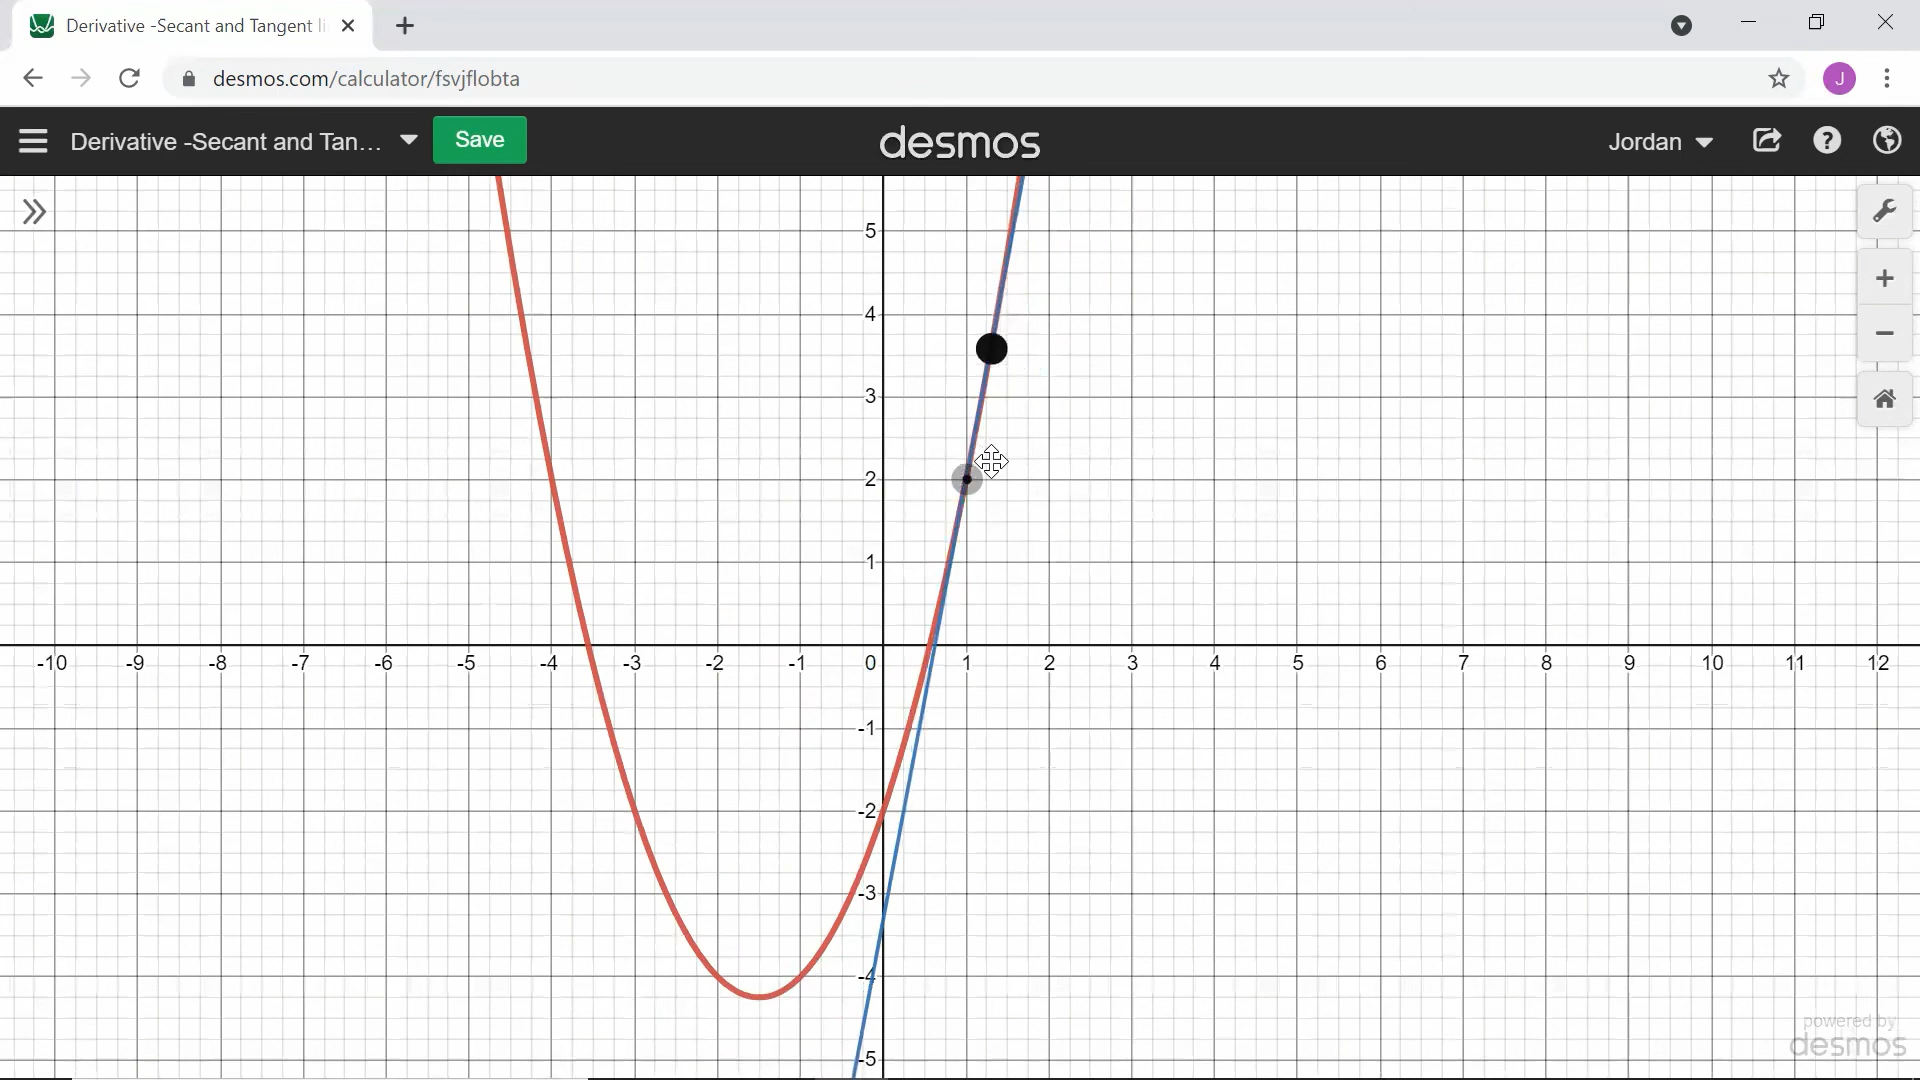 Derivative -Secant and Tangent li
desmos.com/calculator/fsvjflobta
J
Derivative -Secant and Tan...
Save
desmos
Jordan
5
4
3
2
1
-10 -9 -8 -7 -6 -5 -4 -3 -2 -1 0 1 2 3 4 5 6 7 8 9 10 11 12
-1
-2
-3
-4
-5
powered by
desmos